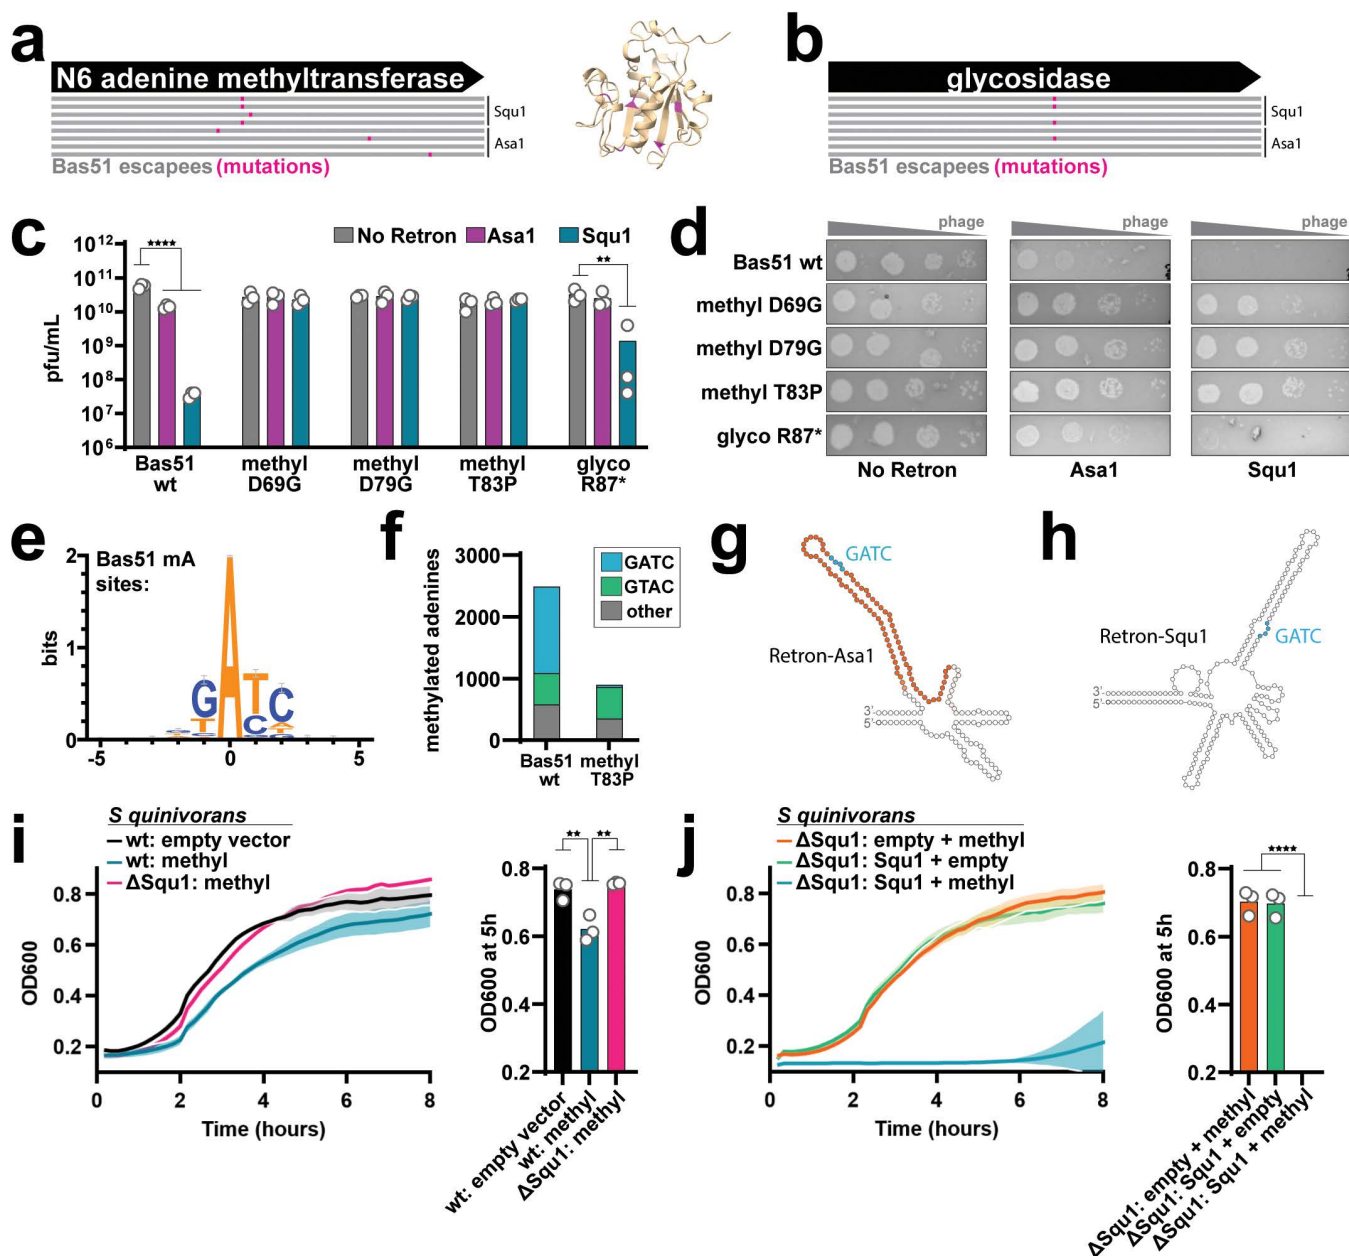 a
N6 adenine methyltransferase
Squ1
Asa1
Bas51 escapees (mutations)
b
glycosidase
Squ1
Asa1
Bas51 escapees (mutations)
c
No Retron
Asa1
Squ1
pfu/mL
10^12
10^11
10^10
10^9
10^8
10^7
10^6
****
**
Bas51 wt
methyl D69G
methyl D79G
methyl T83P
glyco R87*
d
phage
phage
phage
Bas51 wt
methyl D69G
methyl D79G
methyl T83P
glyco R87*
No Retron
Asa1
Squ1
e
Bas51 mA
sites:
bits
2
1
0
G A T C
T C A
-5
0
5
f
methylated adenines
3000
2000
1000
0
GATC
GTAC
other
Bas51 wt
methyl T83P
g
GATC
Retron-Asa1
3'
5'
h
Retron-Squ1
GATC
3'
5'
i
S quinivorans
wt: empty vector
wt: methyl
ΔSqu1: methyl
OD600
0.8
0.6
0.4
0.2
0 2 4 6 8
Time (hours)
** **
OD600 at 5h
0.8
0.6
0.4
0.2
wt: empty vector
wt: methyl
ΔSqu1: methyl
j
S quinivorans
ΔSqu1: empty + methyl
ΔSqu1: Squ1 + empty
ΔSqu1: Squ1 + methyl
OD600
0.8
0.6
0.4
0.2
0 2 4 6 8
Time (hours)
****
OD600 at 5h
0.8
0.6
0.4
0.2
ΔSqu1: empty + methyl
ΔSqu1: Squ1 + empty
ΔSqu1: Squ1 + methyl